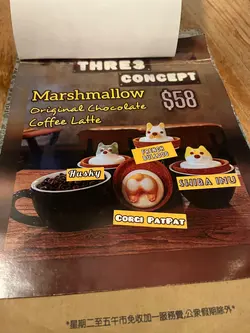 THRE3
CONCEPT
Marshmallow
Original Chocolate
Coffee Latte
$58
FRENCH
BULLDOG
Husky
SHIBA INU
CORGI PATPAT
*星期二至五午市免收加一服務費,公眾假期除外*